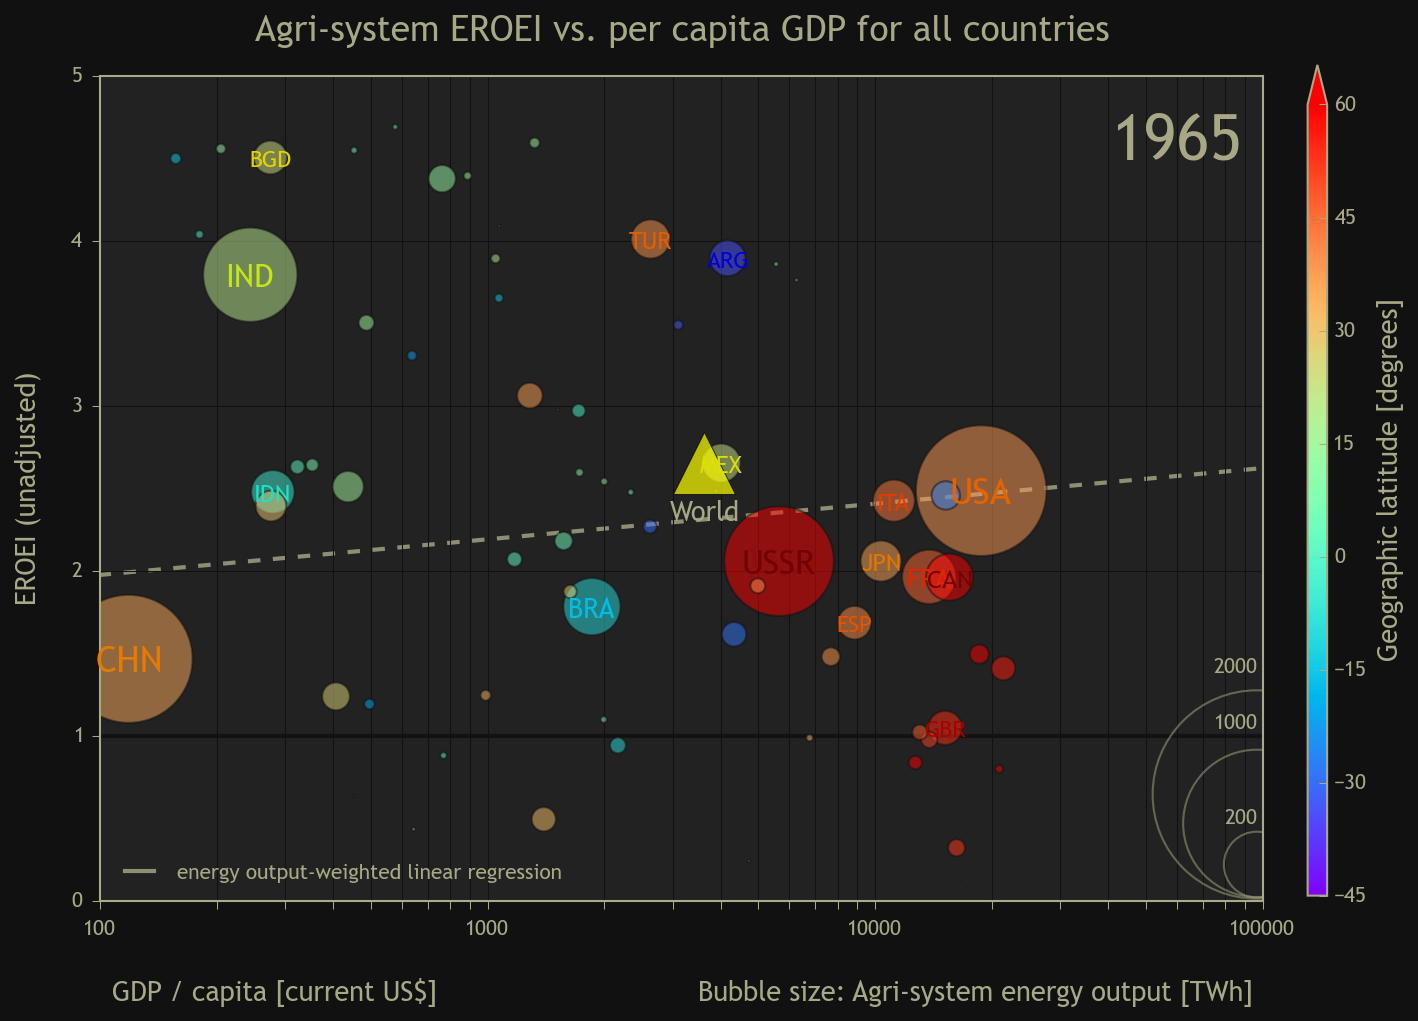 Agri-system EROEI vs. per capita GDP for all countries
1965
EROEI (unadjusted)
5
4
3
2
1
0
BGD
IND
TUR
ARG
IDN
World
USA
ITA
USSR
JPN
CAN
BRA
ESP
CHN
GBR
2000
1000
200
energy output-weighted linear regression
100
1000
10000
100000
GDP / capita [current US$]
Bubble size: Agri-system energy output [TWh]
60
45
30
15
0
−15
−30
−45
Geographic latitude [degrees]